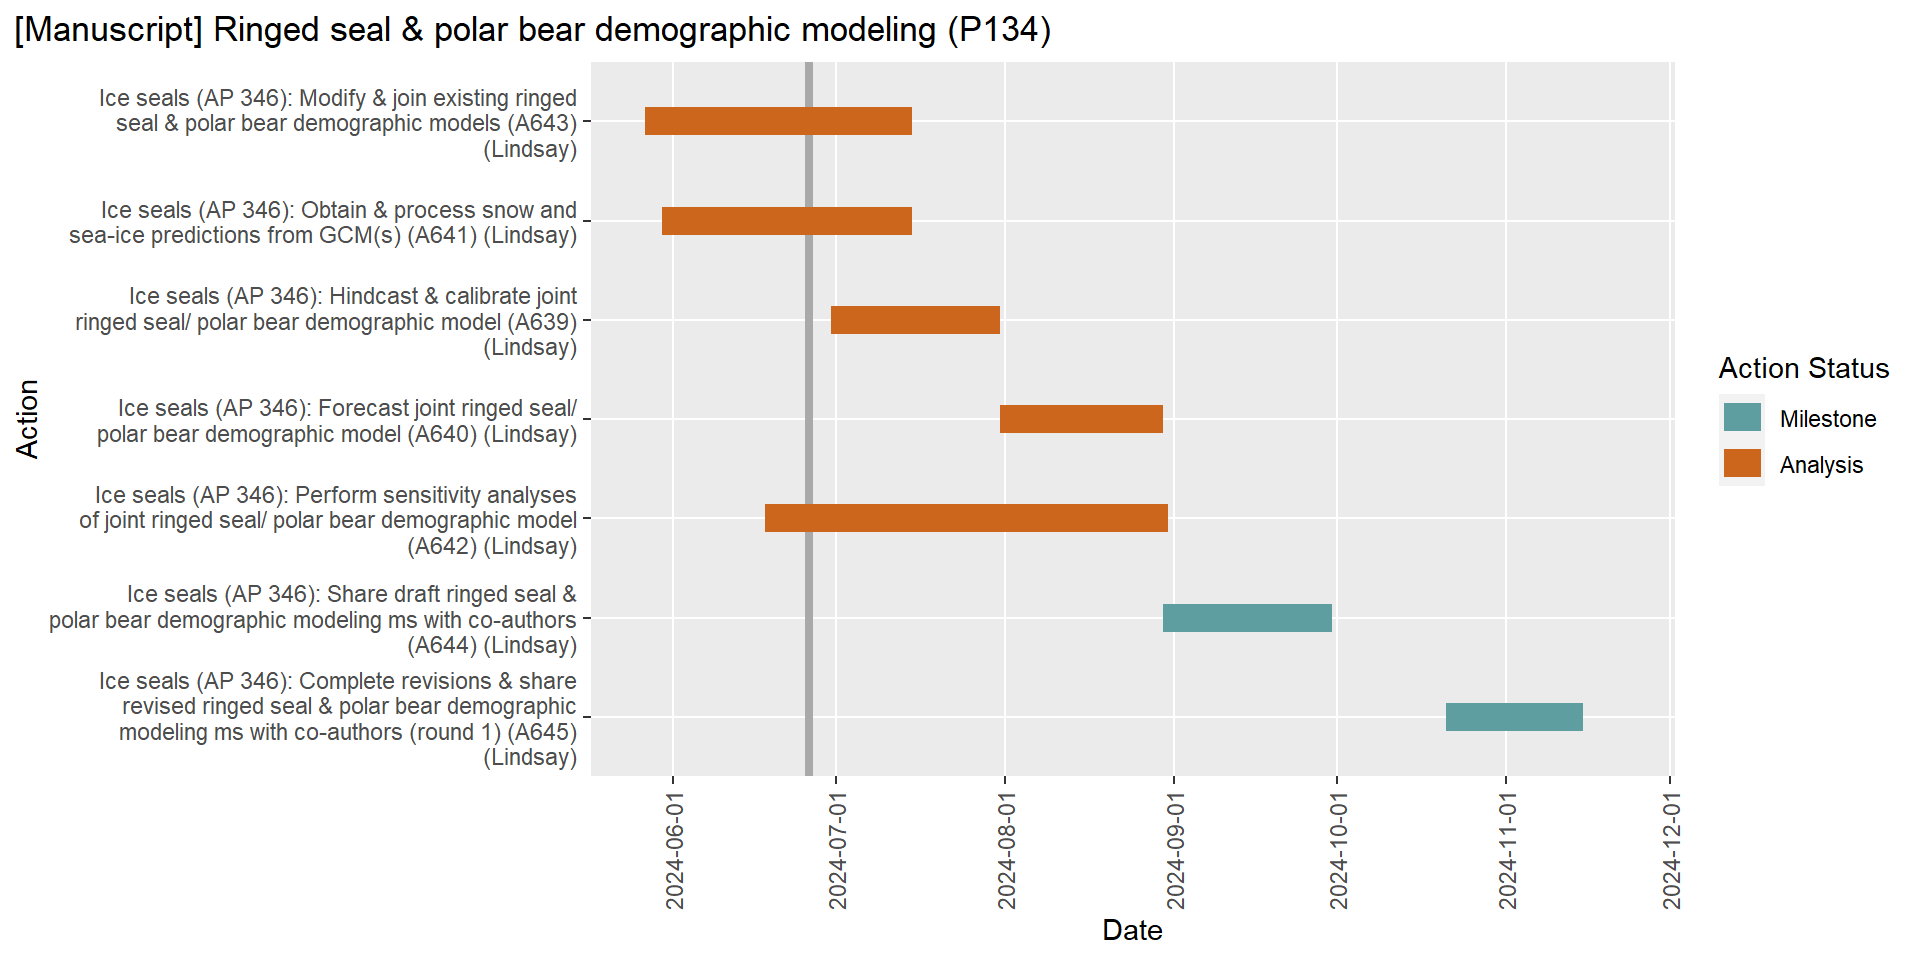 [Manuscript] Ringed seal & polar bear demographic modeling (P134)
Ice seals (AP 346): Modify & join existing ringed
seal & polar bear demographic models (A643)
(Lindsay)
Ice seals (AP 346): Obtain & process snow and
sea-ice predictions from GCM(s) (A641) (Lindsay)
Ice seals (AP 346): Hindcast & calibrate joint
ringed seal/ polar bear demographic model (A639)
(Lindsay)
Ice seals (AP 346): Forecast joint ringed seal/
polar bear demographic model (A640) (Lindsay)
Ice seals (AP 346): Perform sensitivity analyses
of joint ringed seal/ polar bear demographic model
(A642) (Lindsay)
Ice seals (AP 346): Share draft ringed seal &
polar bear demographic modeling ms with co-authors
(A644) (Lindsay)
Ice seals (AP 346): Complete revisions & share
revised ringed seal & polar bear demographic
modeling ms with co-authors (round 1) (A645)
(Lindsay)
Action
2024-06-01
2024-07-01
2024-08-01
2024-09-01
2024-10-01
2024-11-01
2024-12-01
Date
Action Status
Milestone
Analysis